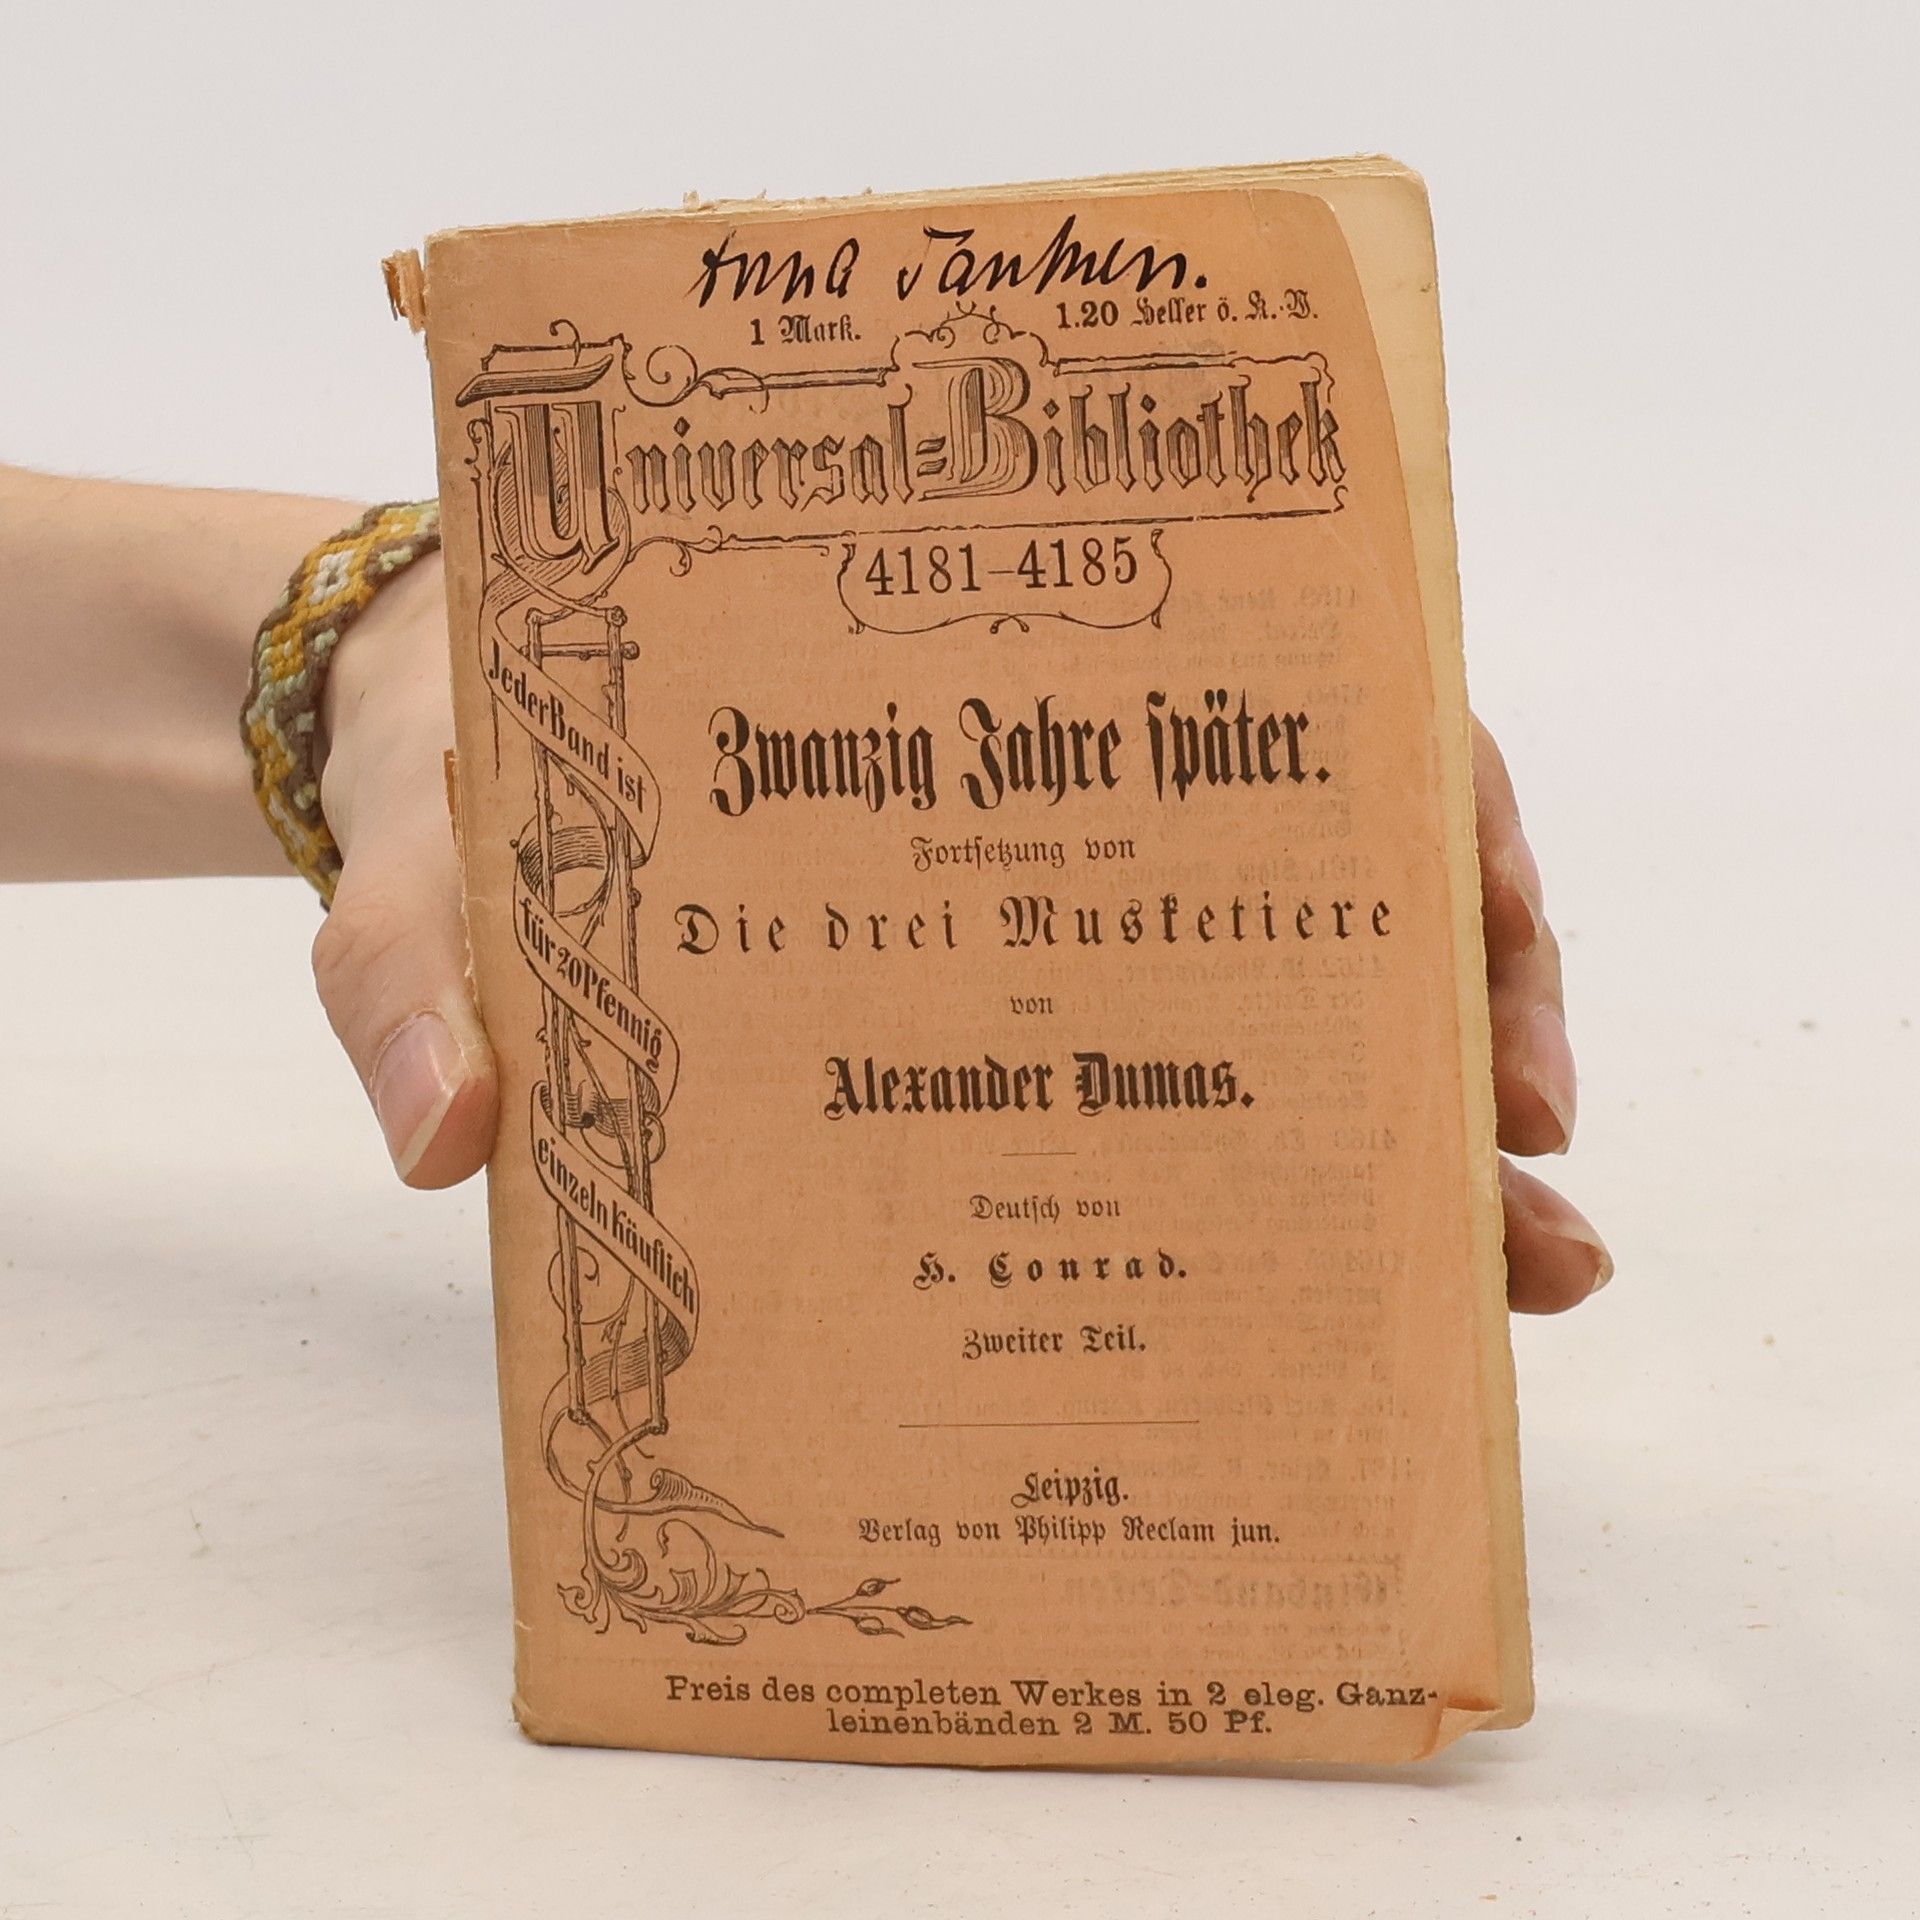 Anna
1 Mark. 1.20 Heller ö. K.-W.
Universal=Bibliothek
4181–4185
Jeder Band ist
für 20 Pfennig
einzeln käuflich
Zwanzig Jahre ſpäter.
Fortſetzung von
Die drei Musketiere
von
Alexander Dumas.
Deutſch von
H. Conrad.
Zweiter Teil.
Leipzig.
Verlag von Philipp Reclam jun.
Preis des completen Werkes in 2 eleg. Ganz-
leinenbänden 2 M. 50 Pf.